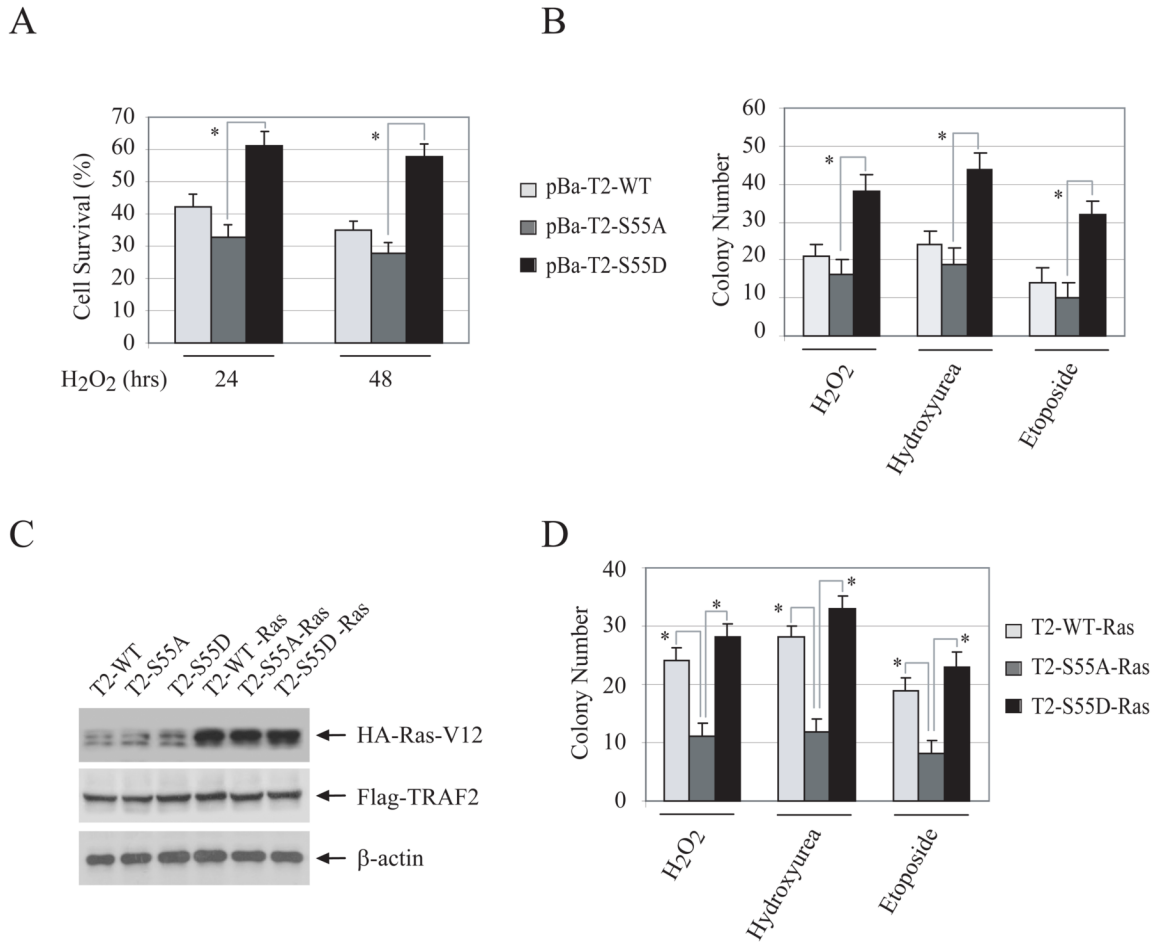 A
B
Cell Survival (%)
70
60
50
40
30
20
10
0
*
*
H2O2 (hrs)
24
48
pBa-T2-WT
pBa-T2-S55A
pBa-T2-S55D
Colony Number
60
50
40
30
20
10
0
*
*
*
H2O2
Hydroxyurea
Etoposide
C
D
T2-WT
T2-S55A
T2-S55D
T2-WT -Ras
T2-S55A-Ras
T2-S55D -Ras
HA-Ras-V12
Flag-TRAF2
β-actin
Colony Number
40
30
20
10
0
*
*
*
*
*
*
H2O2
Hydroxyurea
Etoposide
T2-WT-Ras
T2-S55A-Ras
T2-S55D-Ras